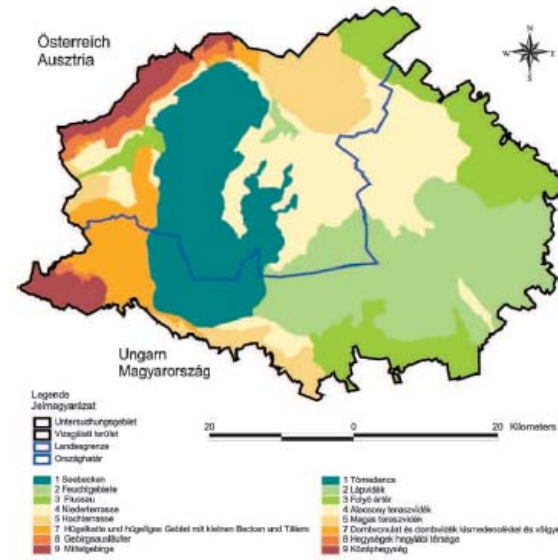 Österreich
Ausztria
N
W E
S
Ungarn
Magyarország
Legende
Jelmagyarázat
Untersuchungsgebiet
Vizsgálati terület
Landesgrenze
Országhatár
20 0 20 Kilometers
1 Seebecken
2 Feuchtgebiete
3 Flussau
4 Niederterrasse
5 Hochterrasse
7 Hügelkette und hügeliges Gebiet mit kleinen Becken und Tälern
8 Gebirgsausläufer
9 Mittelgebirge
1 Tómedence
2 Lápvidék
3 Folyó ártér
4 Alacsony teraszvidék
5 Magas teraszvidék
7 Dombvonulat és dombvidék kismedencékkel és völgye
8 Hegységek hegylábi térsége
9 Középhegység